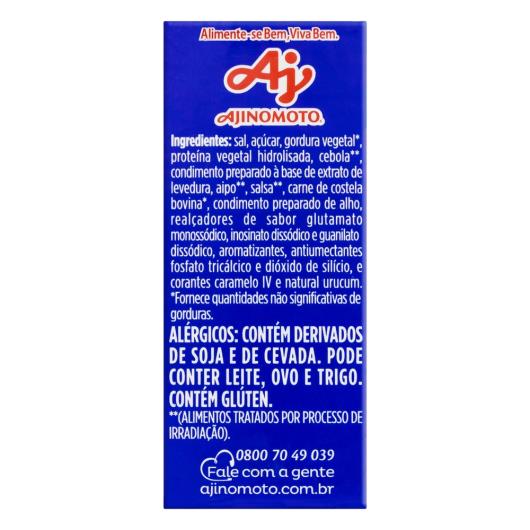 Alimente-se Bem, Viva Bem.
Aj
AJINOMOTO.
Ingredientes: sal, açúcar, gordura vegetal*,
proteína vegetal hidrolisada, cebola**,
condimento preparado à base de extrato de
levedura, aipo**, salsa**, carne de costela
bovina*, condimento preparado de alho,
realçadores de sabor glutamato
monossódico, inosinato dissódico e guanilato
dissódico, aromatizantes, antiumectantes
fosfato tricálcico e dióxido de silício, e
corantes caramelo IV e natural urucum.
*Fornece quantidades não significativas de
gorduras.
ALÉRGICOS: CONTÉM DERIVADOS
DE SOJA E DE CEVADA. PODE
CONTER LEITE, OVO E TRIGO.
CONTÉM GLÚTEN.
**(ALIMENTOS TRATADOS POR PROCESSO DE
IRRADIAÇÃO).
0800 70 49 039
Fale com a gente
ajinomoto.com.br